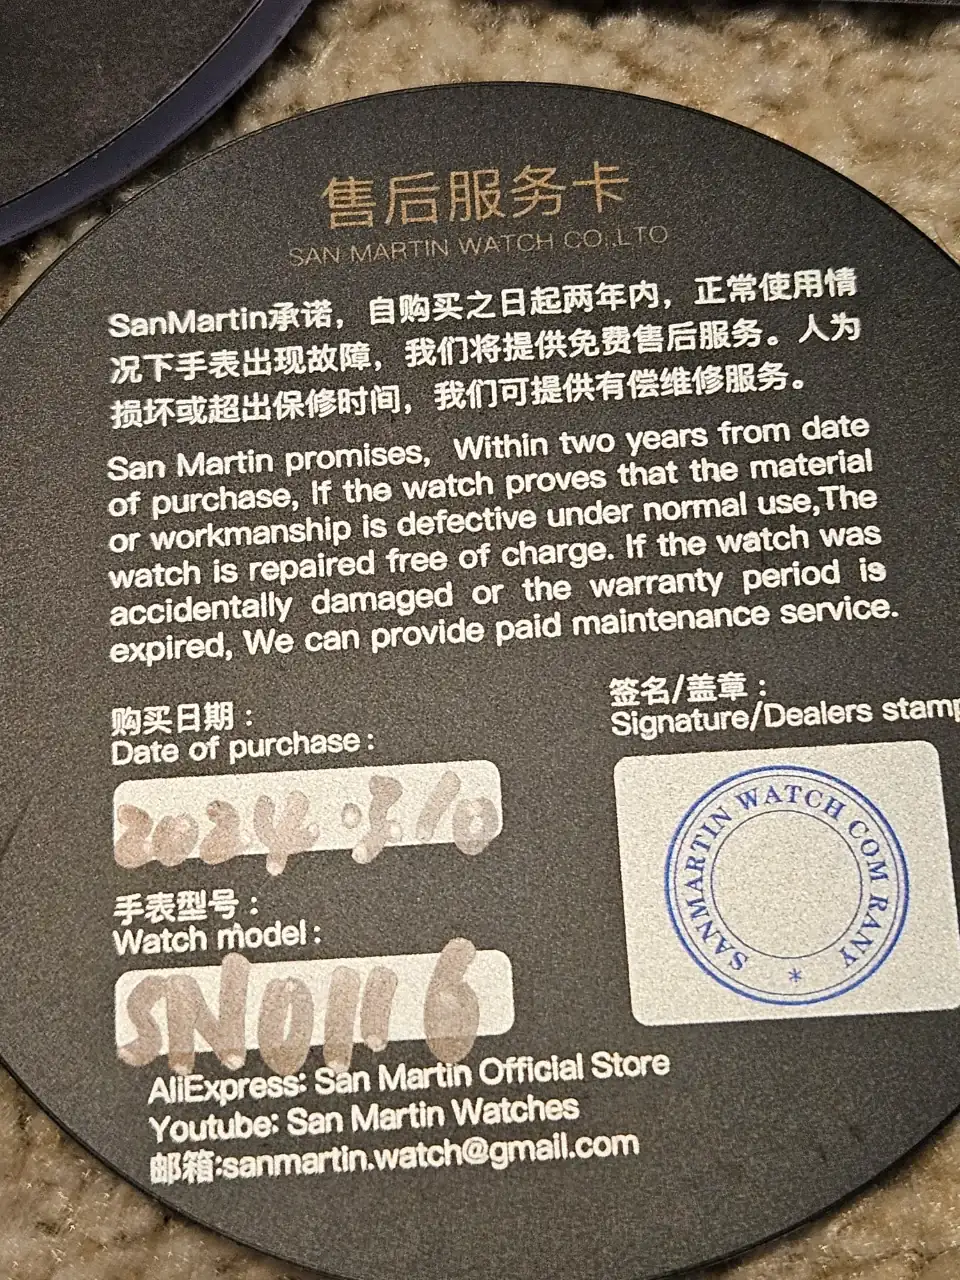 售后服务卡
SAN MARTIN WATCH CO,.LTO
SanMartin承诺，自购买之日起两年内，正常使用情
况下手表出现故障，我们将提供免费售后服务。人为
损坏或超出保修时间，我们可提供有偿维修服务。
San Martin promises, Within two years from date
of purchase, If the watch proves that the material
or workmanship is defective under normal use,The
watch is repaired free of charge. If the watch was
accidentally damaged or the warranty period is
expired, We can provide paid maintenance service.
购买日期：
Date of purchase:
2024.3/0
签名/盖章：
Signature/Dealers stamp
SANMARTIN WATCH COM RANY
*
手表型号：
Watch model:
SN0116
AliExpress: San Martin Official Store
Youtube: San Martin Watches
邮箱:sanmartin.watch@gmail.com